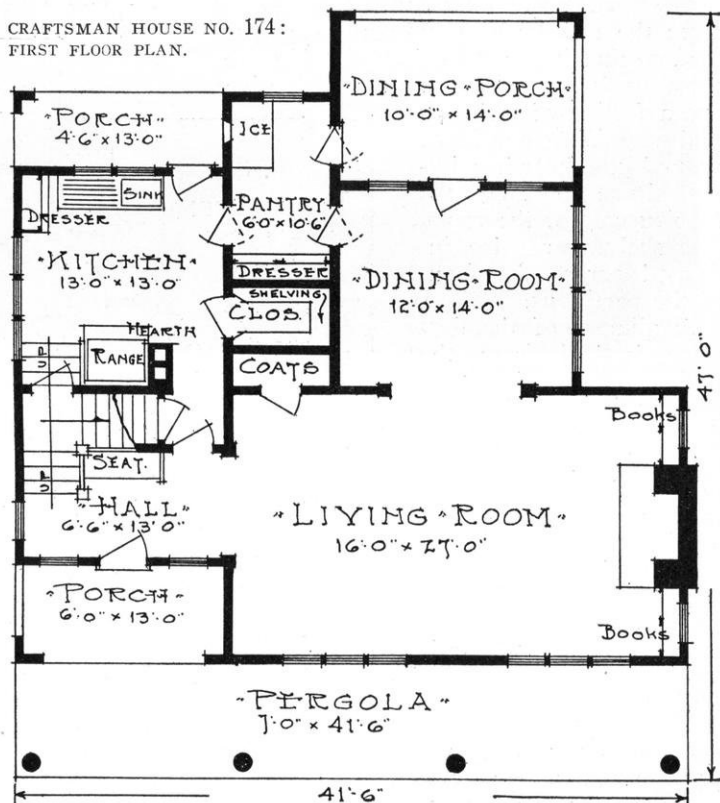 CRAFTSMAN HOUSE NO. 174:
FIRST FLOOR PLAN.
"DINING PORCH"
10'-0" x 14'-0"
"PORCH"
4'-6" x 13'-0"
ICE
SINK
DRESSER
PANTRY
6'-0" x 10'-6"
"KITCHEN"
13'-0" x 13'-0"
DRESSER
"DINING-ROOM"
12'-0" x 14'-0"
SHELVING
CLOS.
HEARTH
RANGE
UP
COATS
47'-0"
Books
UP
SEAT.
"HALL"
6'-6" x 13'-0"
"LIVING ROOM"
16'-0" x 27'-0"
"PORCH"
6'-0" x 13'-0"
Books
"PERGOLA"
7'-0" x 41'-6"
41'-6"